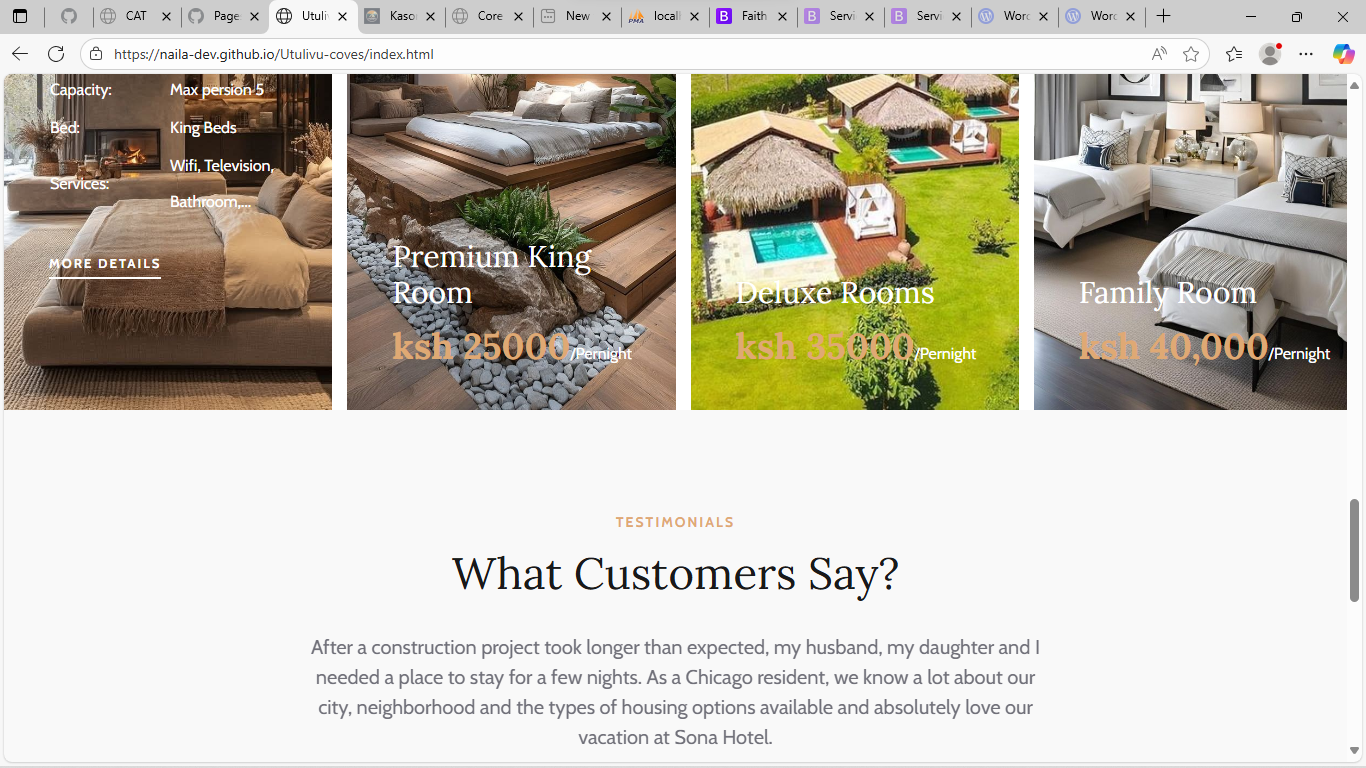 CAT
Page
Utuliv
Kason
Core
New
locall
Faith
Servi
Servi
Word
Word
https://naila-dev.github.io/Utulivu-coves/index.html
Capacity: Max persion 5
Bed: King Beds
Services: Wifi, Television,
Bathroom,...
MORE DETAILS
Premium King
Room
ksh 25000/Pernight
Deluxe Rooms
ksh 35000/Pernight
Family Room
ksh 40,000/Pernight
TESTIMONIALS
What Customers Say?
After a construction project took longer than expected, my husband, my daughter and I
needed a place to stay for a few nights. As a Chicago resident, we know a lot about our
city, neighborhood and the types of housing options available and absolutely love our
vacation at Sona Hotel.